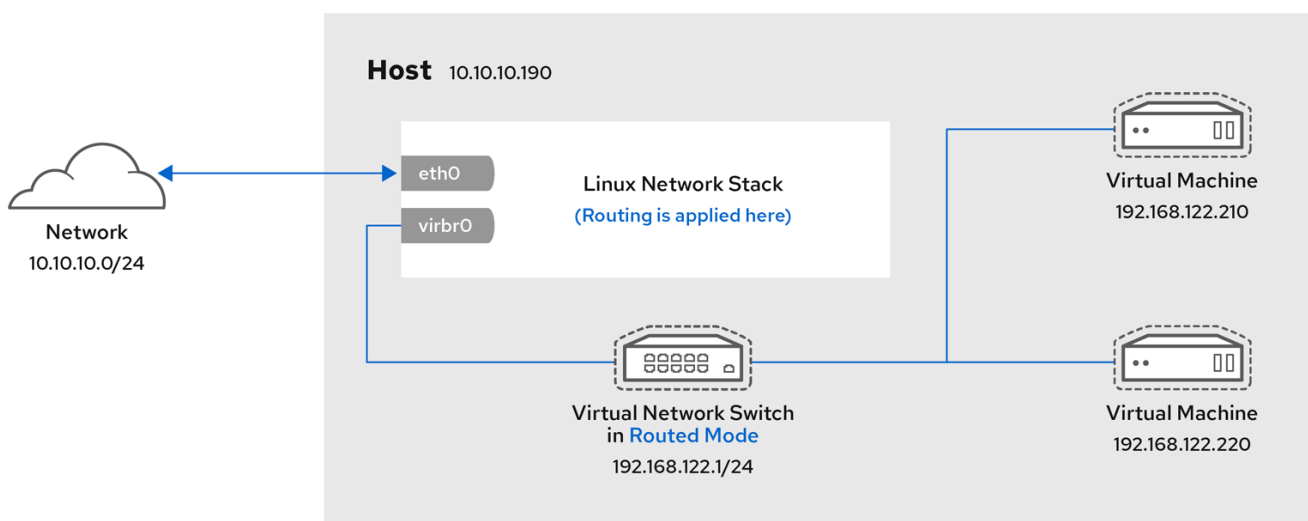 Host 10.10.10.190
eth0
Linux Network Stack
virbr0
(Routing is applied here)
Network
10.10.10.0/24
Virtual Machine
192.168.122.210
Virtual Network Switch
in Routed Mode
192.168.122.1/24
Virtual Machine
192.168.122.220